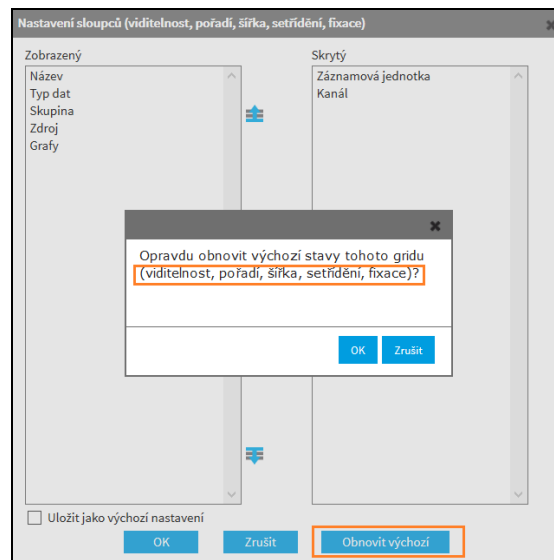 Nastavení sloupců (viditelnost, pořadí, šířka, setřídění, fixace)
Zobrazený
Skrytý
Název
Typ dat
Skupina
Zdroj
Grafy
Záznamová jednotka
Kanál
Opravdu obnovit výchozí stavy tohoto gridu
(viditelnost, pořadí, šířka, setřídění, fixace)?
OK
Zrušit
Uložit jako výchozí nastavení
OK
Zrušit
Obnovit výchozí